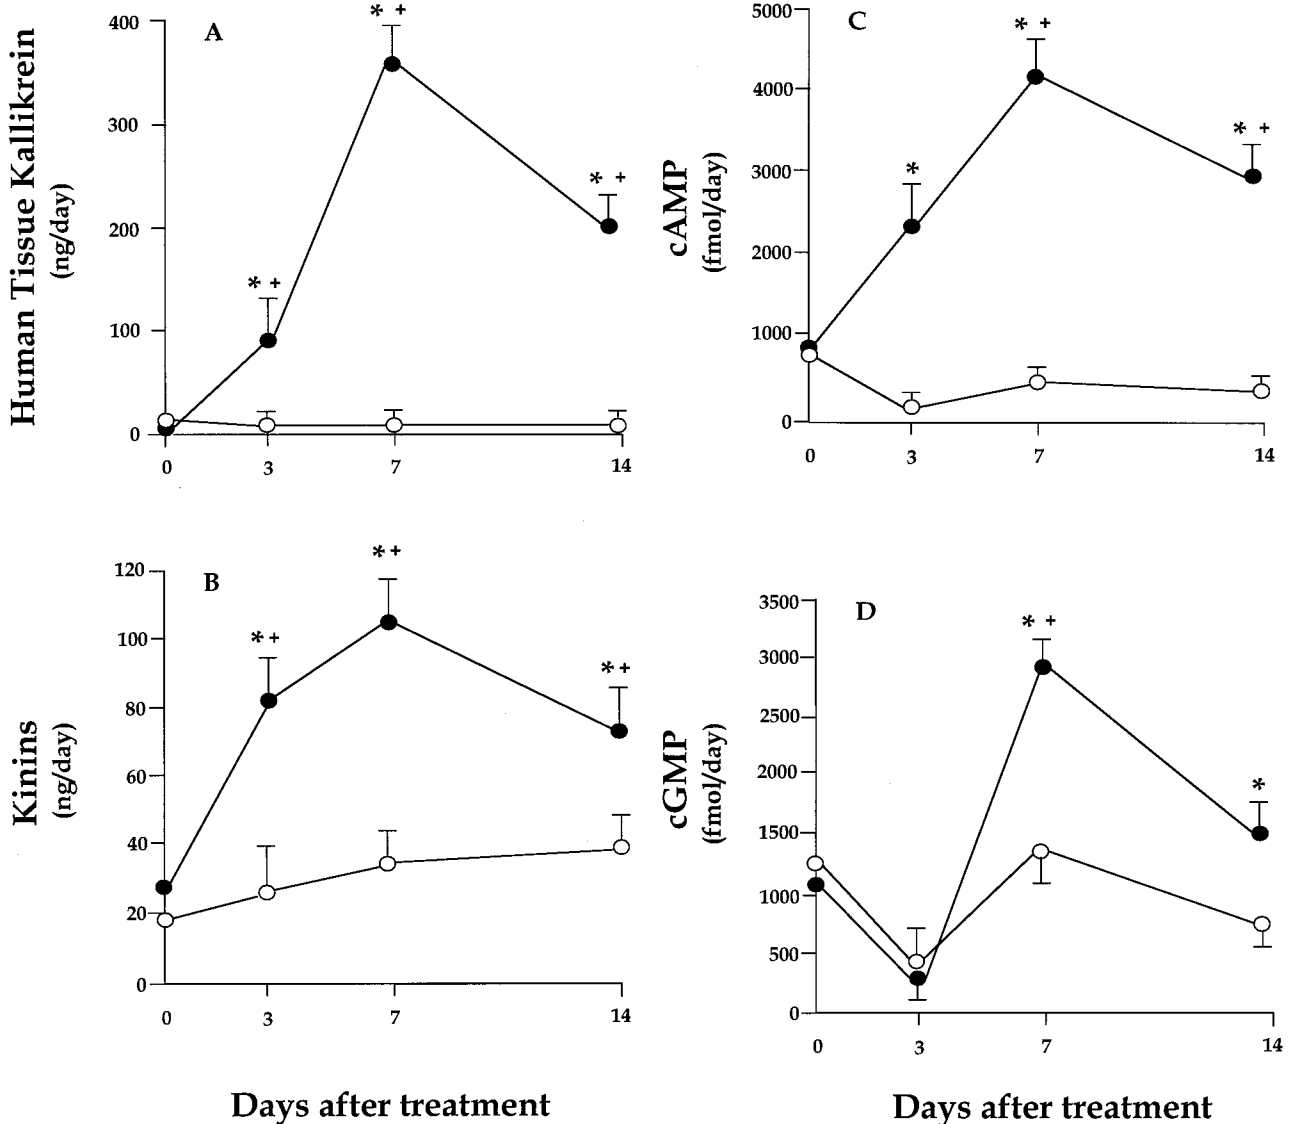 A
Human Tissue Kallikrein
(ng/day)
400
300
200
100
0
* +
* +
* +
0 3 7 14
C
cAMP
(fmol/day)
5000
4000
3000
2000
1000
0
*
* +
* +
0 3 7 14
B
Kinins
(ng/day)
120
100
80
60
40
20
0
* +
* +
* +
0 3 7 14
Days after treatment
D
cGMP
(fmol/day)
3500
3000
2500
2000
1500
1000
500
0
* +
*
0 3 7 14
Days after treatment